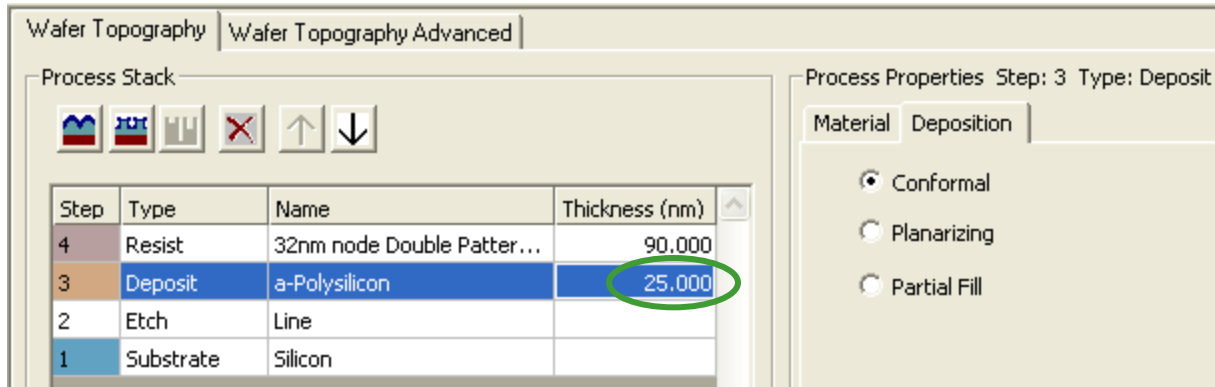 Wafer Topography Wafer Topography Advanced
Process Stack
Step Type Name Thickness (nm)
4 Resist 32nm node Double Patter... 90.000
3 Deposit a-Polysilicon 25.000
2 Etch Line
1 Substrate Silicon
Process Properties Step: 3 Type: Deposit
Material Deposition
Conformal
Planarizing
Partial Fill